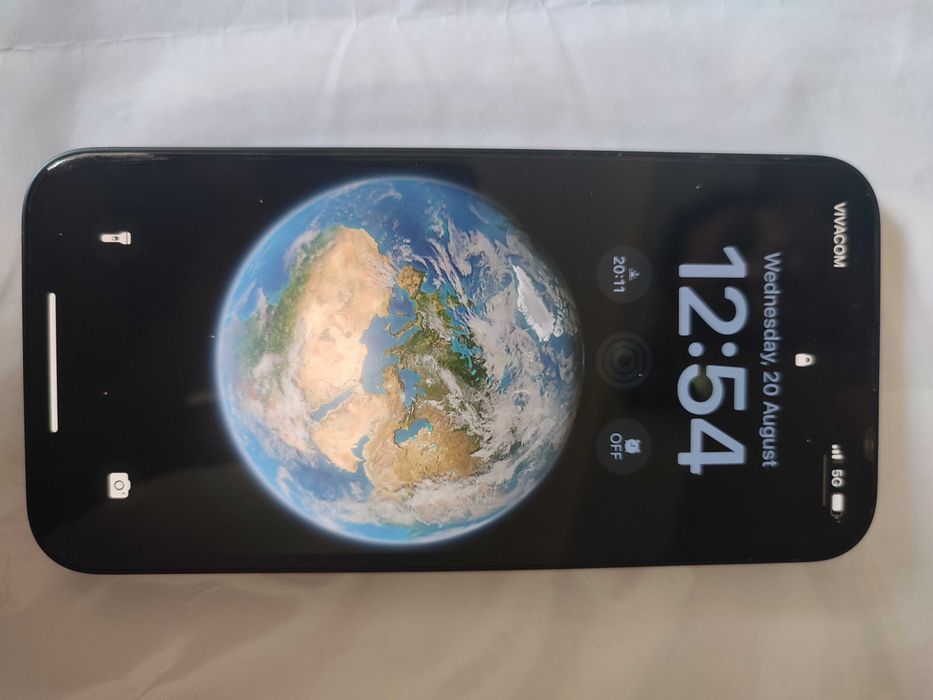 VIVACOM
5G
Wednesday, 20 August
12:54
20:11
OFF